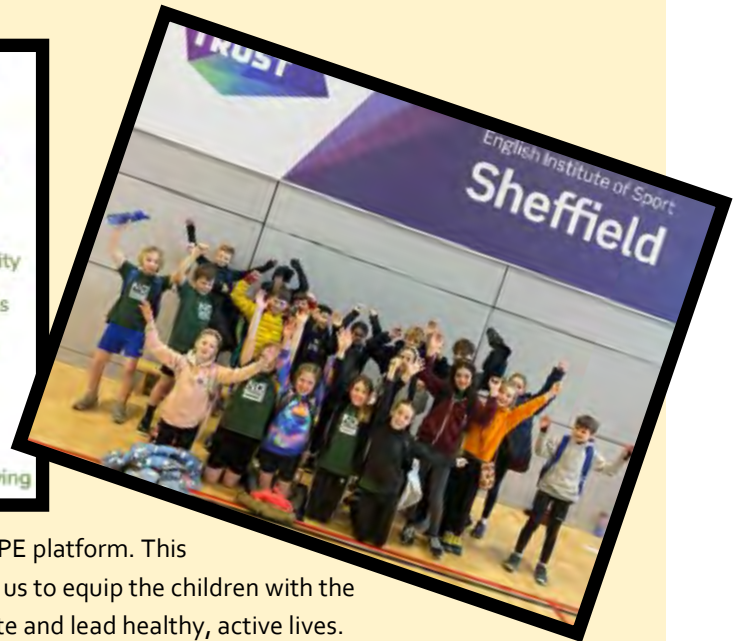 TRUST
English Institute of Sport
Sheffield
ity
s
ving
PE platform. This
us to equip the children with the
te and lead healthy, active lives.